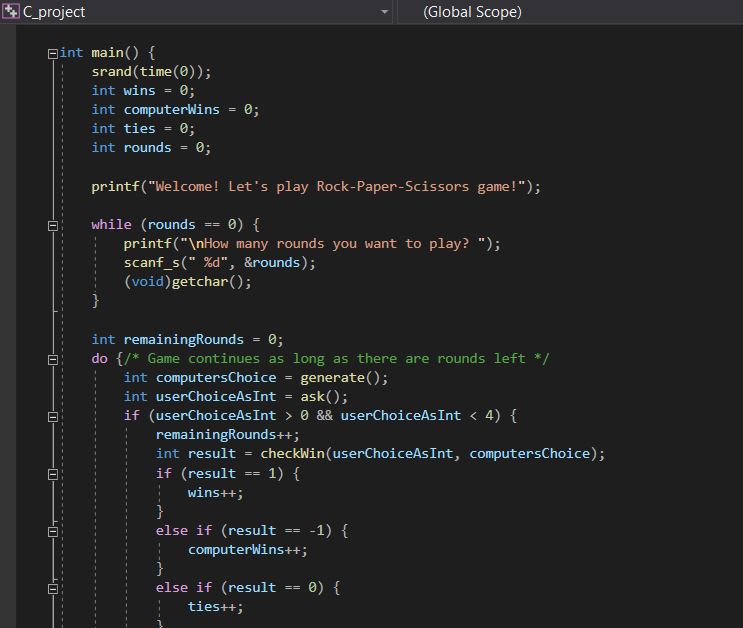 C_project (Global Scope)
int main() {
srand(time(0));
int wins = 0;
int computerWins = 0;
int ties = 0;
int rounds = 0;
printf("Welcome! Let's play Rock-Paper-Scissors game!");
while (rounds == 0) {
printf("\nHow many rounds you want to play? ");
scanf_s(" %d", &rounds);
(void)getchar();
}
int remainingRounds = 0;
do {/* Game continues as long as there are rounds left */
int computersChoice = generate();
int userChoiceAsInt = ask();
if (userChoiceAsInt > 0 && userChoiceAsInt < 4) {
remainingRounds++;
int result = checkWin(userChoiceAsInt, computersChoice);
if (result == 1) {
wins++;
}
else if (result == -1) {
computerWins++;
}
else if (result == 0) {
ties++;
}